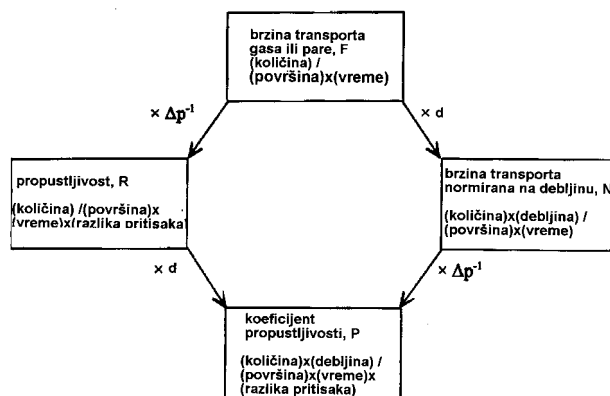 brzina transporta
gasa ili pare, F
(količina) /
(površina)x(vreme)
× Δp⁻¹
× d
propustljivost, R
(količina) /(površina)x
(vreme)x(razlika pritisaka)
brzina transporta
normirana na debljinu, N
(količina)x(debljina) /
(površina)x(vreme)
× d
× Δp⁻¹
koeficijent
propustljivosti, P
(količina)x(debljina) /
(površina)x(vreme)x
(razlika pritisaka)